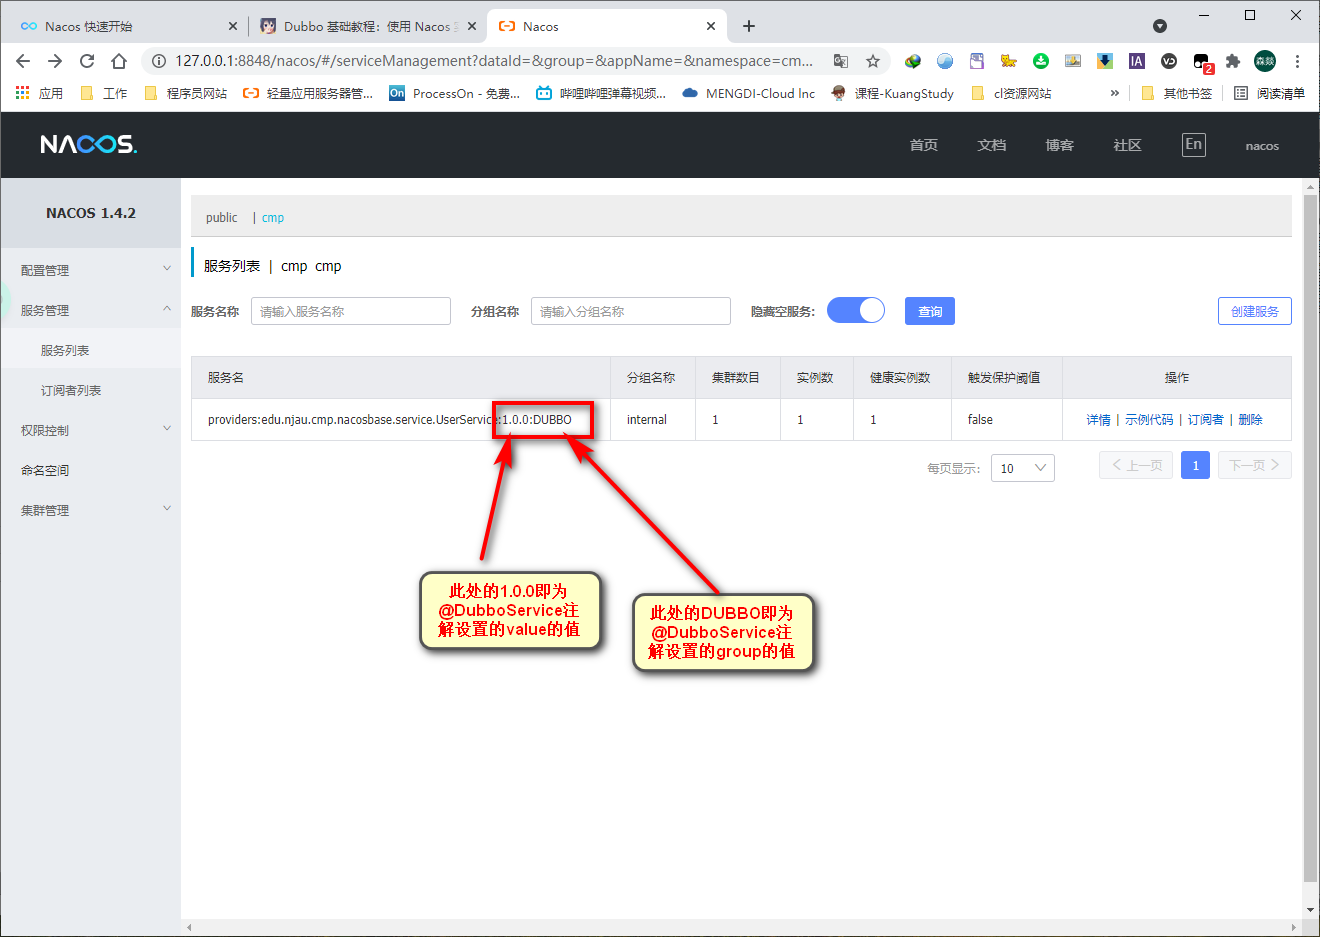 Nacos 快速开始
Dubbo 基础教程：使用 Nacos 实
Nacos
127.0.0.1:8848/nacos/#/serviceManagement?dataId=&group=&appName=&namespace=cm...
2
IA
森燚
应用
工作
程序员网站
轻量应用服务器管...
On
ProcessOn - 免费...
哔哩哔哩弹幕视频...
MENGDI-Cloud Inc
课程-KuangStudy
cl资源网站
»
其他书签
阅读清单
NACOS.
首页
文档
博客
社区
En
nacos
NACOS 1.4.2
配置管理
服务管理
服务列表
订阅者列表
权限控制
命名空间
集群管理
public | cmp
服务列表 | cmp cmp
服务名称
请输入服务名称
分组名称
请输入分组名称
隐藏空服务:
查询
创建服务
服务名 分组名称 集群数目 实例数 健康实例数 触发保护阈值 操作
providers:edu.njau.cmp.nacosbase.service.UserService:1.0.0:DUBBO internal 1 1 1 false 详情 | 示例代码 | 订阅者 | 删除
每页显示: 10 上一页 1 下一页
此处的1.0.0即为
@DubboService注
解设置的value的值
此处的DUBBO即为
@DubboService注
解设置的group的值